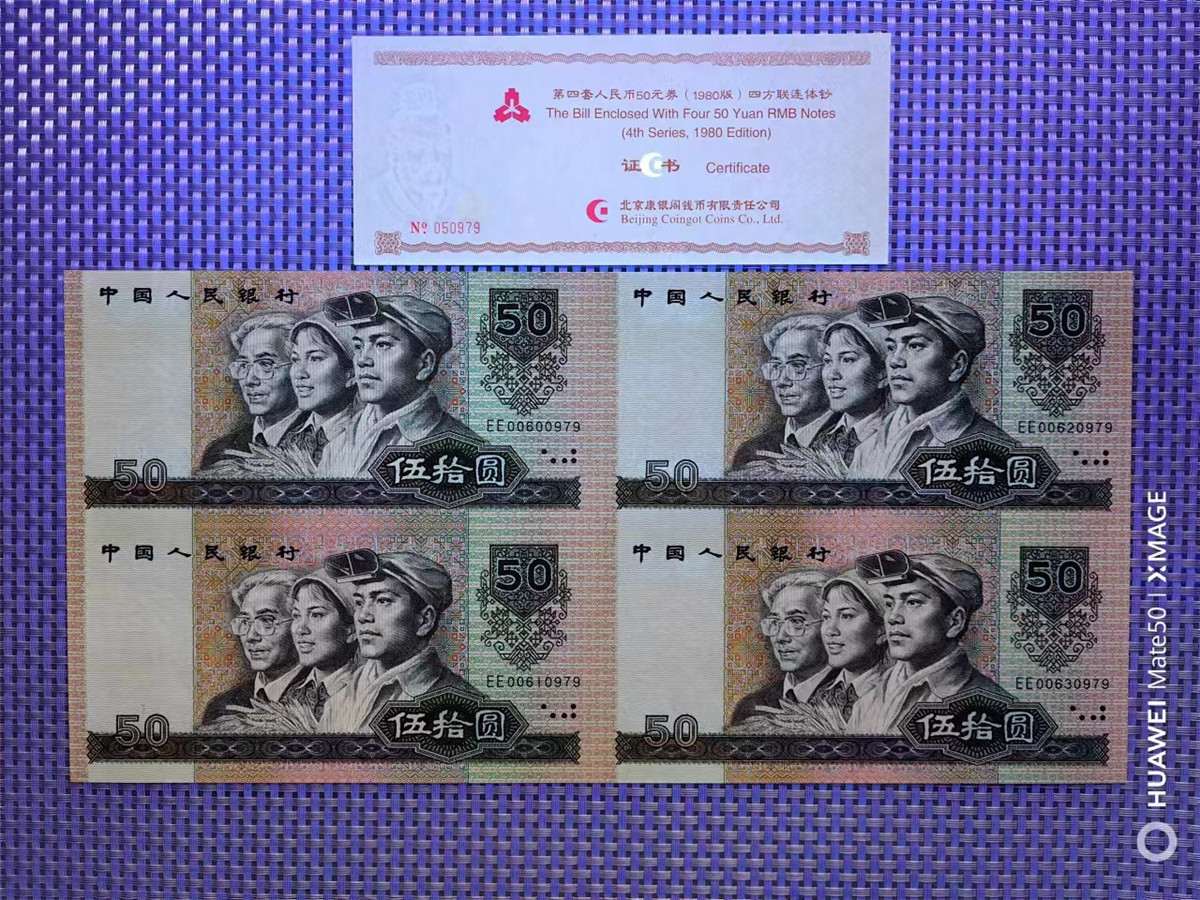 第四套人民币50元券（1980版）四方联连体钞
The Bill Enclosed With Four 50 Yuan RMB Notes
(4th Series, 1980 Edition)
证书 Certificate
北京康银阁钱币有限责任公司
Beijing Coingot Coins Co., Ltd.
Nº 050979
中国人民银行
50
EE00600979
50
伍拾圆
中国人民银行
50
EE00620979
50
伍拾圆
中国人民银行
50
EE00610979
50
伍拾圆
中国人民银行
50
EE00630979
50
伍拾圆
HUAWEI Mate50 | XMAGE